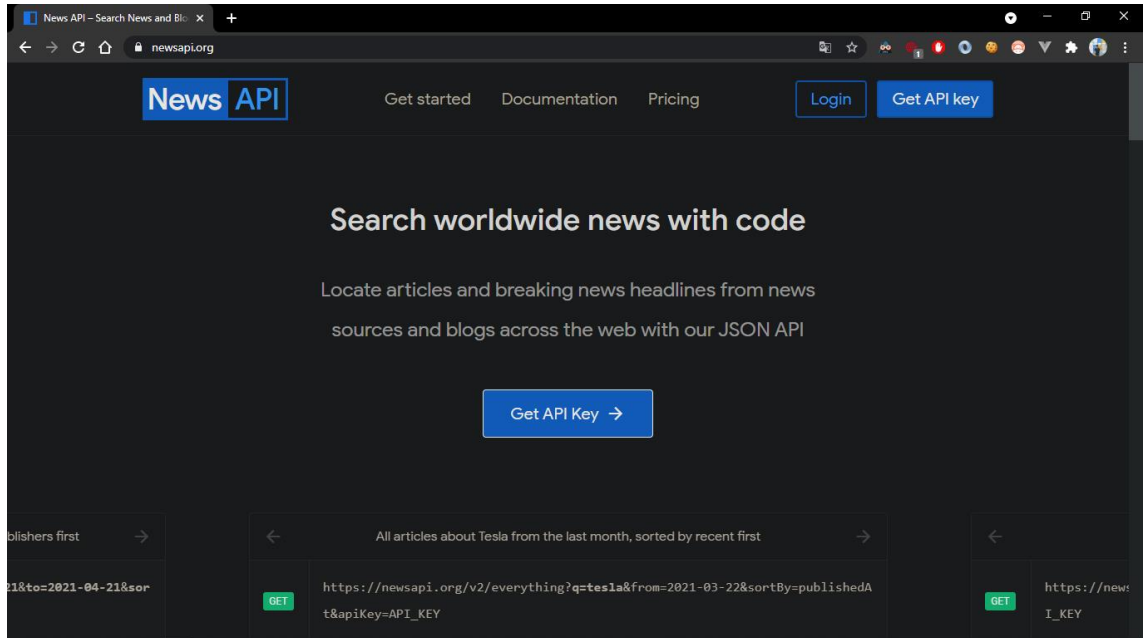 News API – Search News and Blo
newsapi.org
1
News API
Get started
Documentation
Pricing
Login
Get API key
Search worldwide news with code
Locate articles and breaking news headlines from news
sources and blogs across the web with our JSON API
Get API Key →
blishers first →
← All articles about Tesla from the last month, sorted by recent first →
←
21&to=2021-04-21&sor
GET
https://newsapi.org/v2/everything?q=tesla&from=2021-03-22&sortBy=publishedA
t&apiKey=API_KEY
GET
https://news
I_KEY